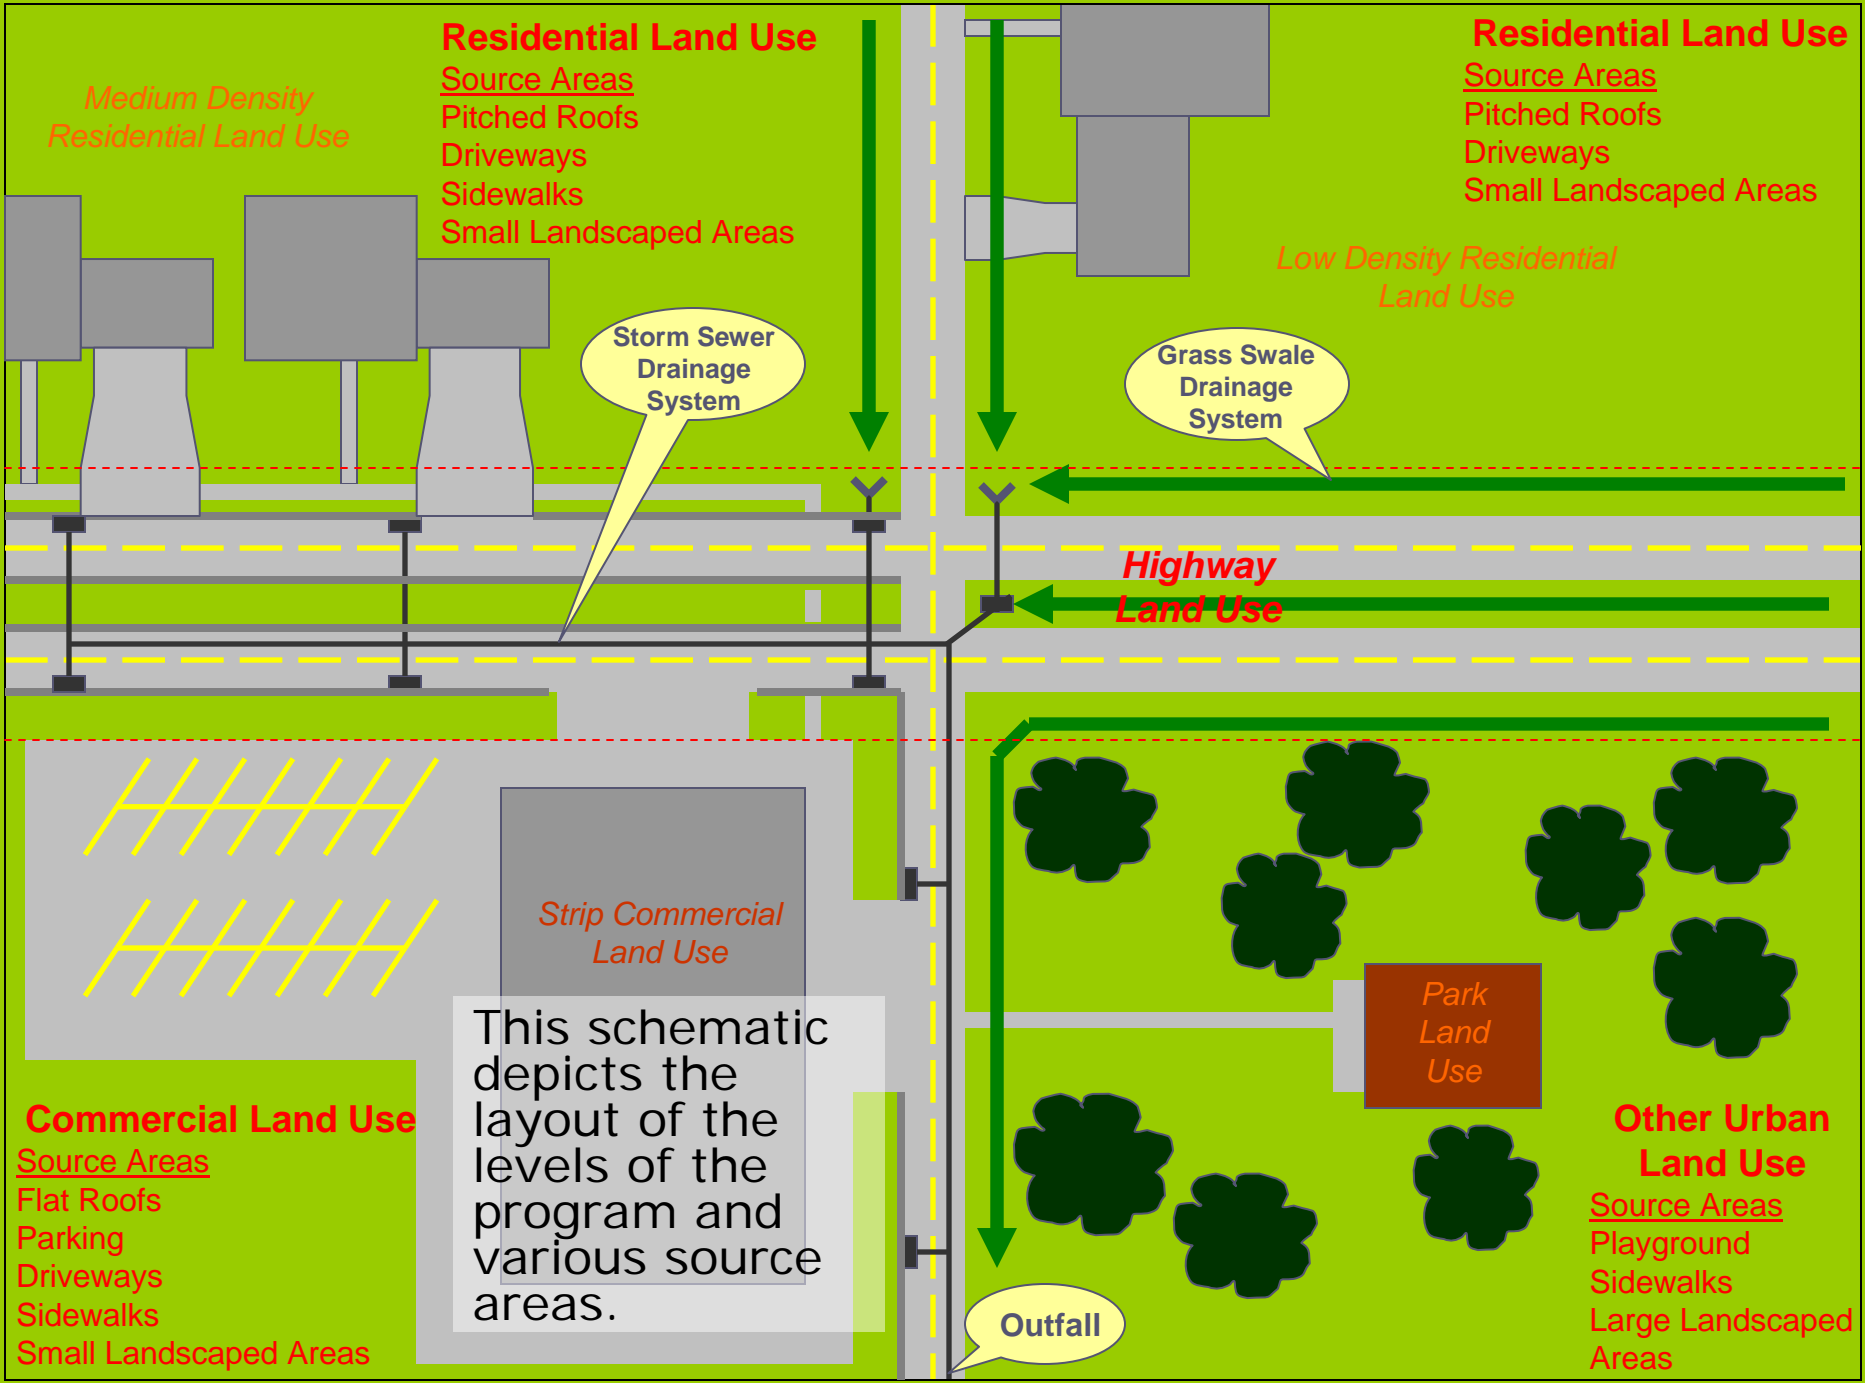 Residential Land Use
Source Areas
Pitched Roofs
Driveways
Sidewalks
Small Landscaped Areas
Medium Density
Residential Land Use
Residential Land Use
Source Areas
Pitched Roofs
Driveways
Small Landscaped Areas
Low Density Residential
Land Use
Storm Sewer
Drainage
System
Grass Swale
Drainage
System
Highway
Land Use
Strip Commercial
Land Use
This schematic
depicts the
layout of the
levels of the
program and
various source
areas.
Park
Land
Use
Commercial Land Use
Source Areas
Flat Roofs
Parking
Driveways
Sidewalks
Small Landscaped Areas
Other Urban
Land Use
Source Areas
Playground
Sidewalks
Large Landscaped
Areas
Outfall